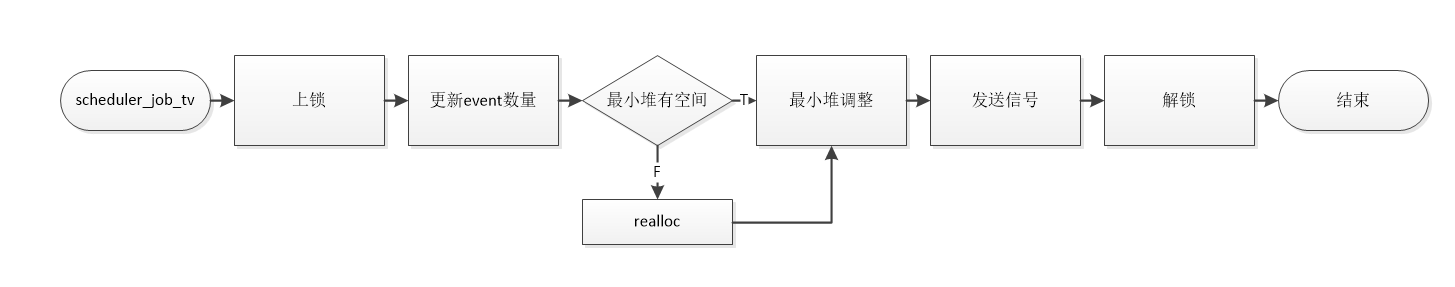 scheduler_job_tv
上锁
更新event数量
最小堆有空间
T
最小堆调整
发送信号
解锁
结束
F
realloc